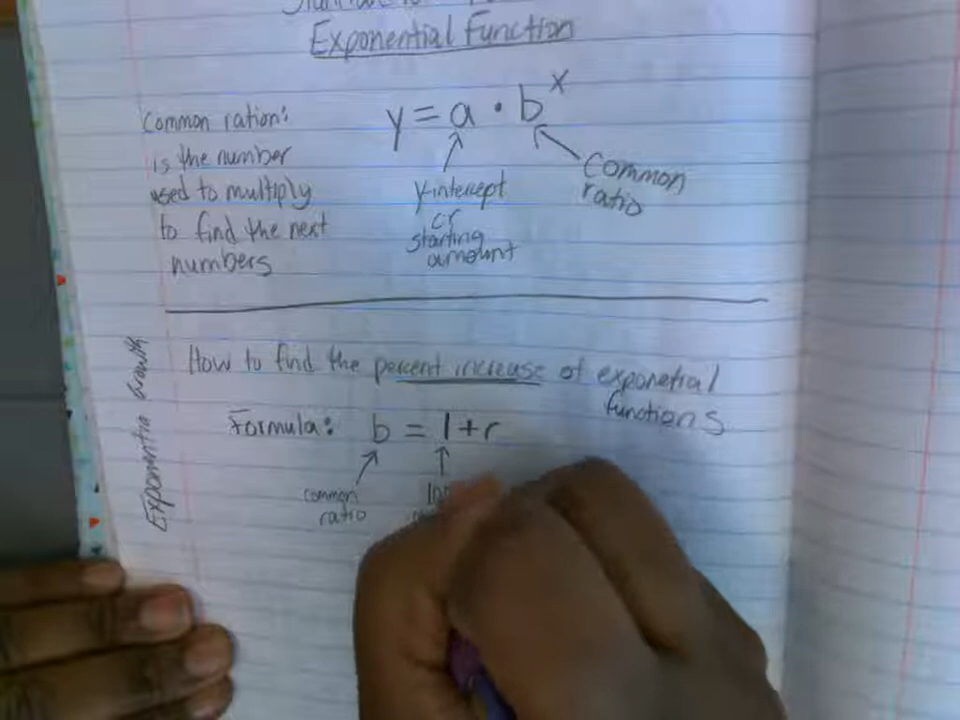 Exponential Function
y = a · b^x
Common ration:
is the number
used to multiply
to find the next
numbers
y-intercept
or
starting
amount
Common
ratio
Exponentia Growth
How to find the percent increase of exponetial
functions
Formula: b = 1+r
common
ratio